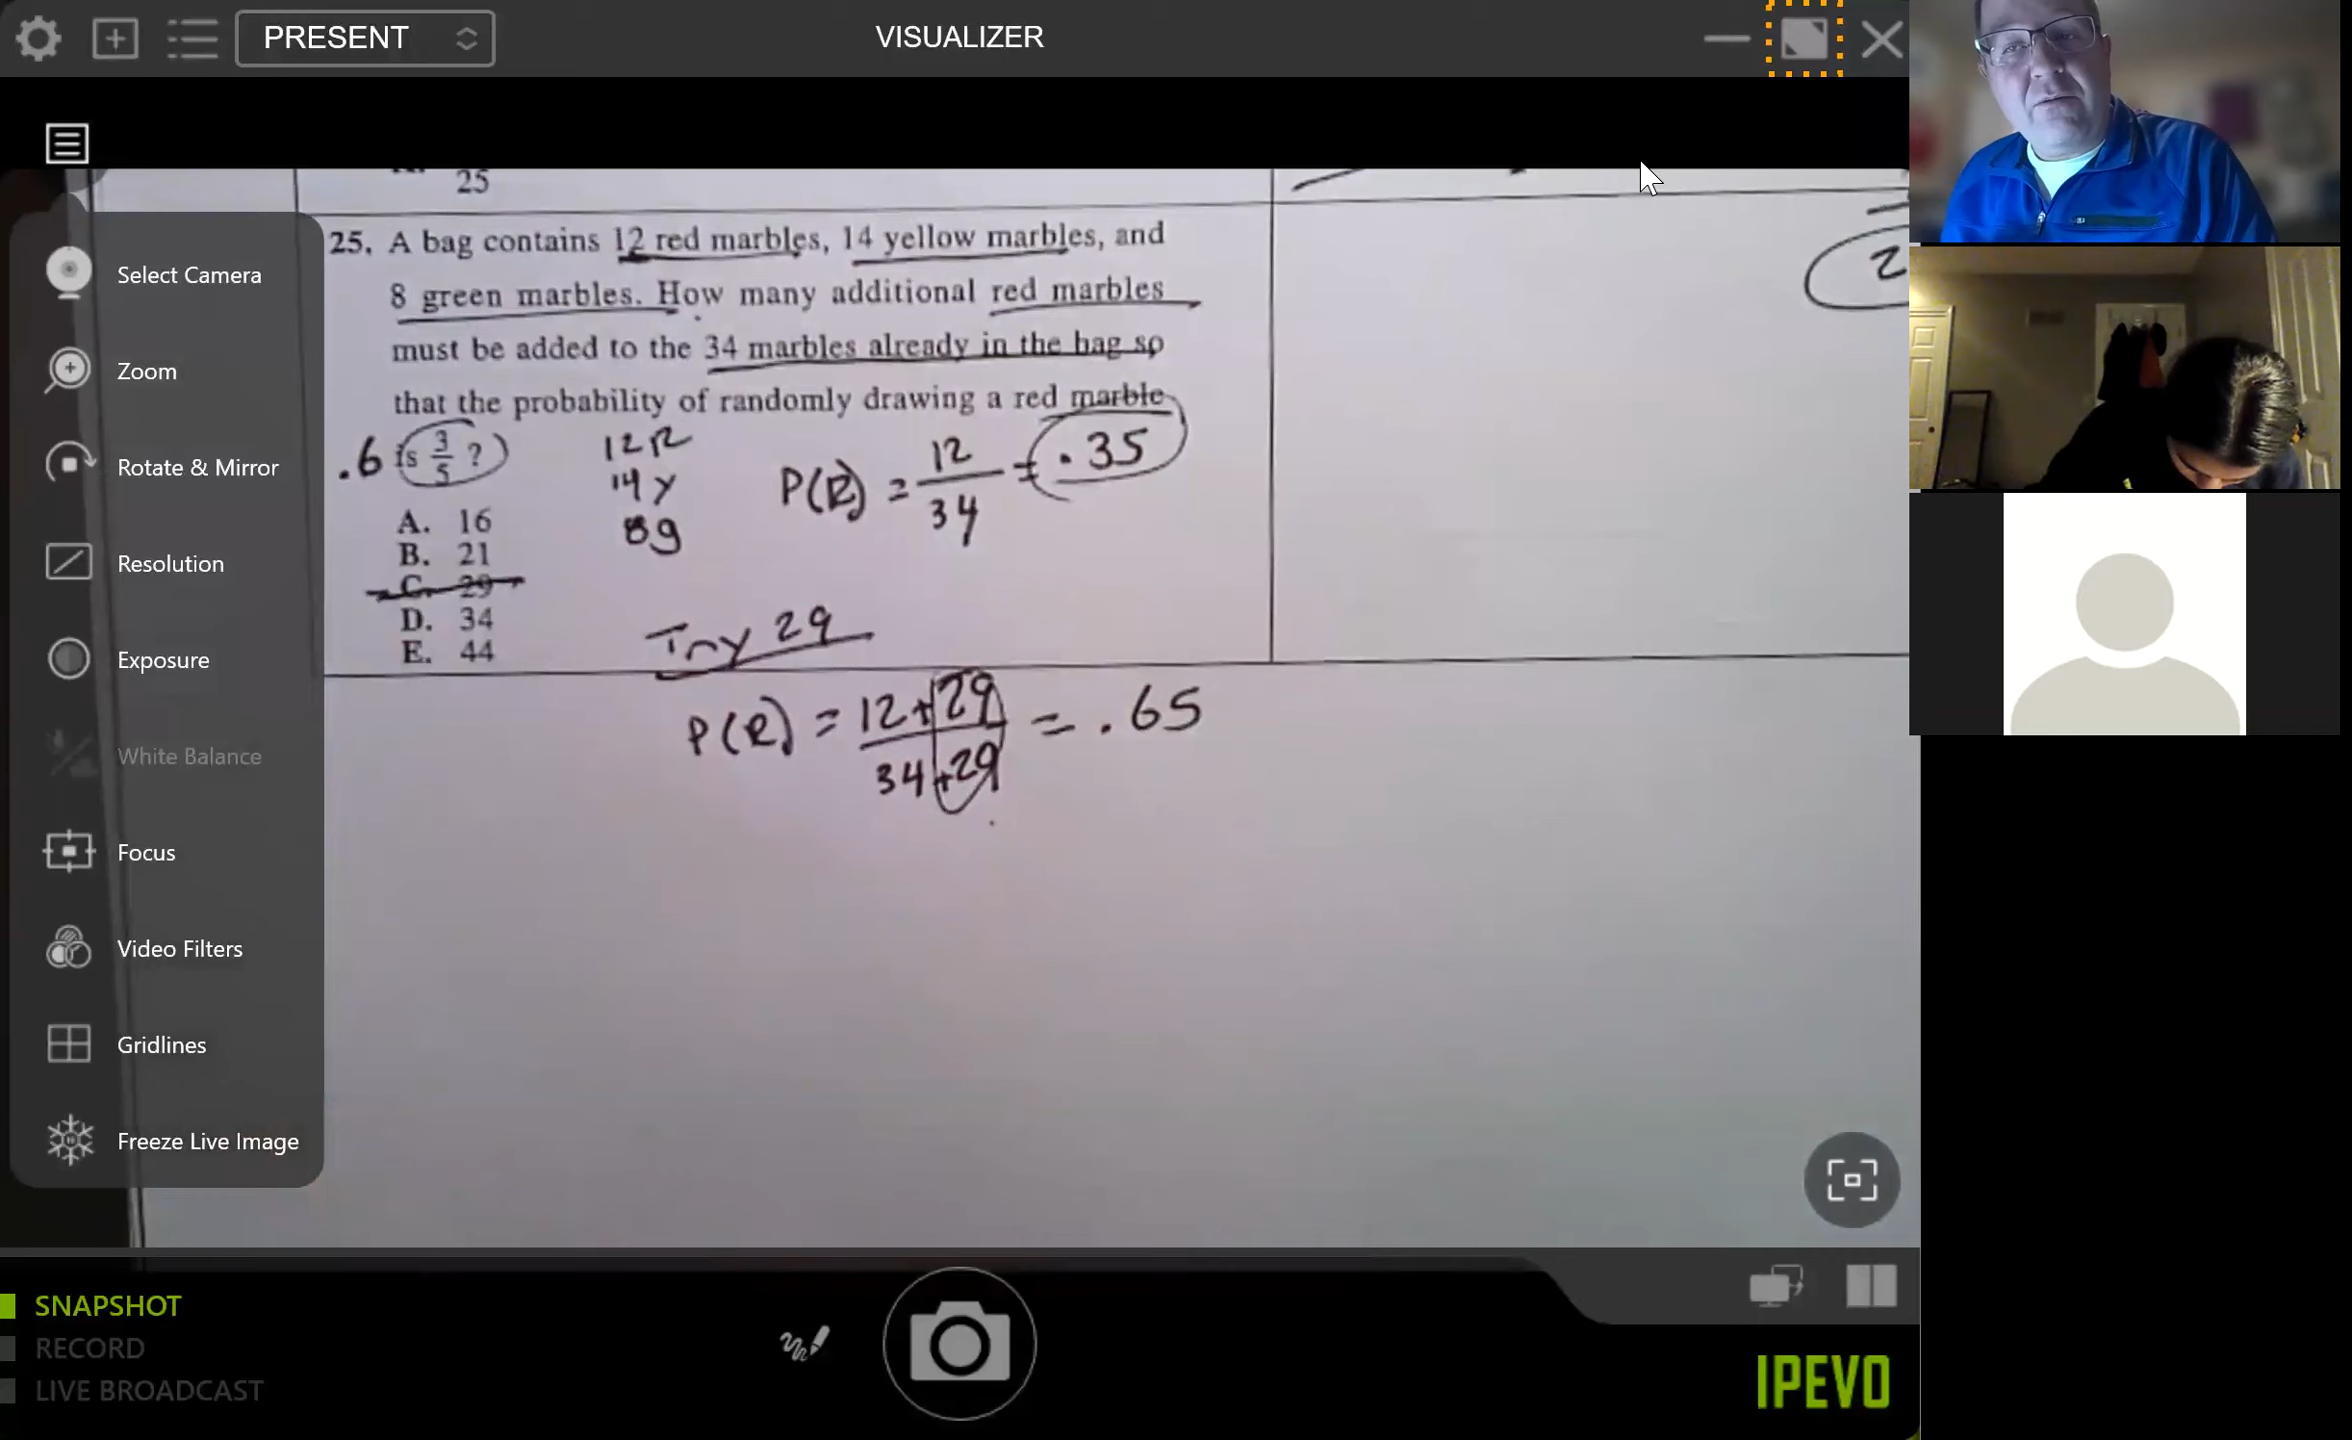 PRESENT
VISUALIZER
25
25. A bag contains 12 red marbles, 14 yellow marbles, and
8 green marbles. How many additional red marbles
must be added to the 34 marbles already in the bag so
that the probability of randomly drawing a red marble
.6 is 3/5 ?
12R
14Y
8g
P(R) = 12/34 = .35
A. 16
B. 21
C. 29
D. 34
E. 44
Try 29
P(R) = 12+29/34+29 = .65
2
Select Camera
Zoom
Rotate & Mirror
Resolution
Exposure
White Balance
Focus
Video Filters
Gridlines
Freeze Live Image
SNAPSHOT
RECORD
LIVE BROADCAST
IPEVO